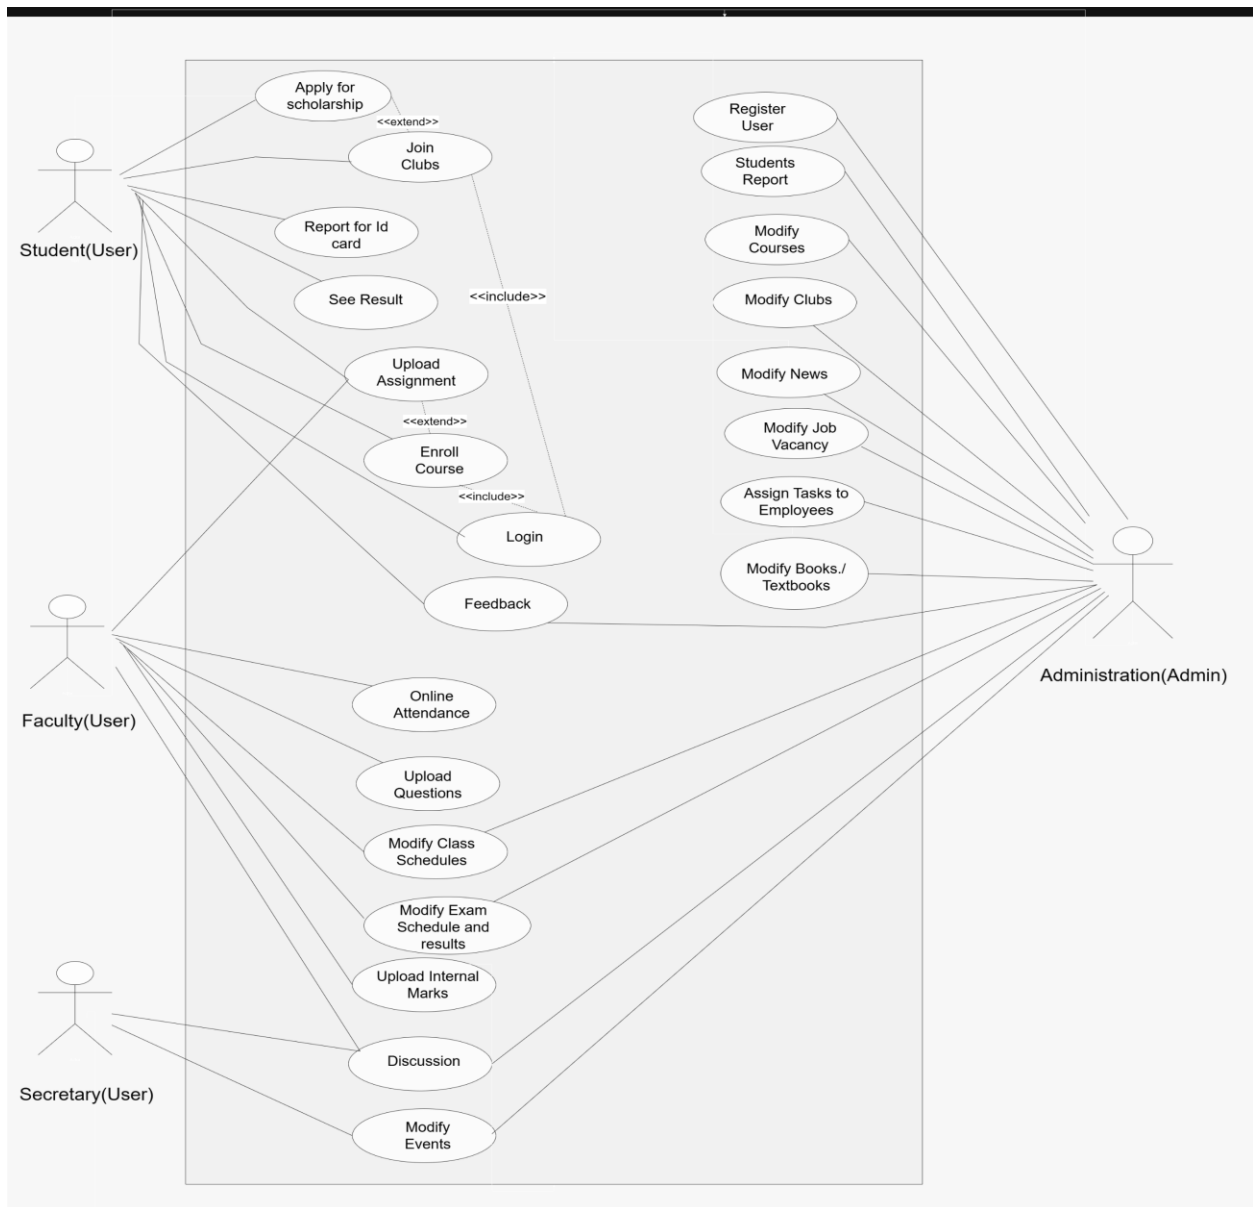 Apply for
scholarship
<<extend>>
Join
Clubs
Student(User)
Report for Id
card
See Result
<<include>>
Upload
Assignment
<<extend>>
Enroll
Course
<<include>>
Login
Feedback
Register
User
Students
Report
Modify
Courses
Modify Clubs
Modify News
Modify Job
Vacancy
Assign Tasks to
Employees
Modify Books./
Textbooks
Administration(Admin)
Faculty(User)
Online
Attendance
Upload
Questions
Modify Class
Schedules
Modify Exam
Schedule and
results
Upload Internal
Marks
Discussion
Modify
Events
Secretary(User)